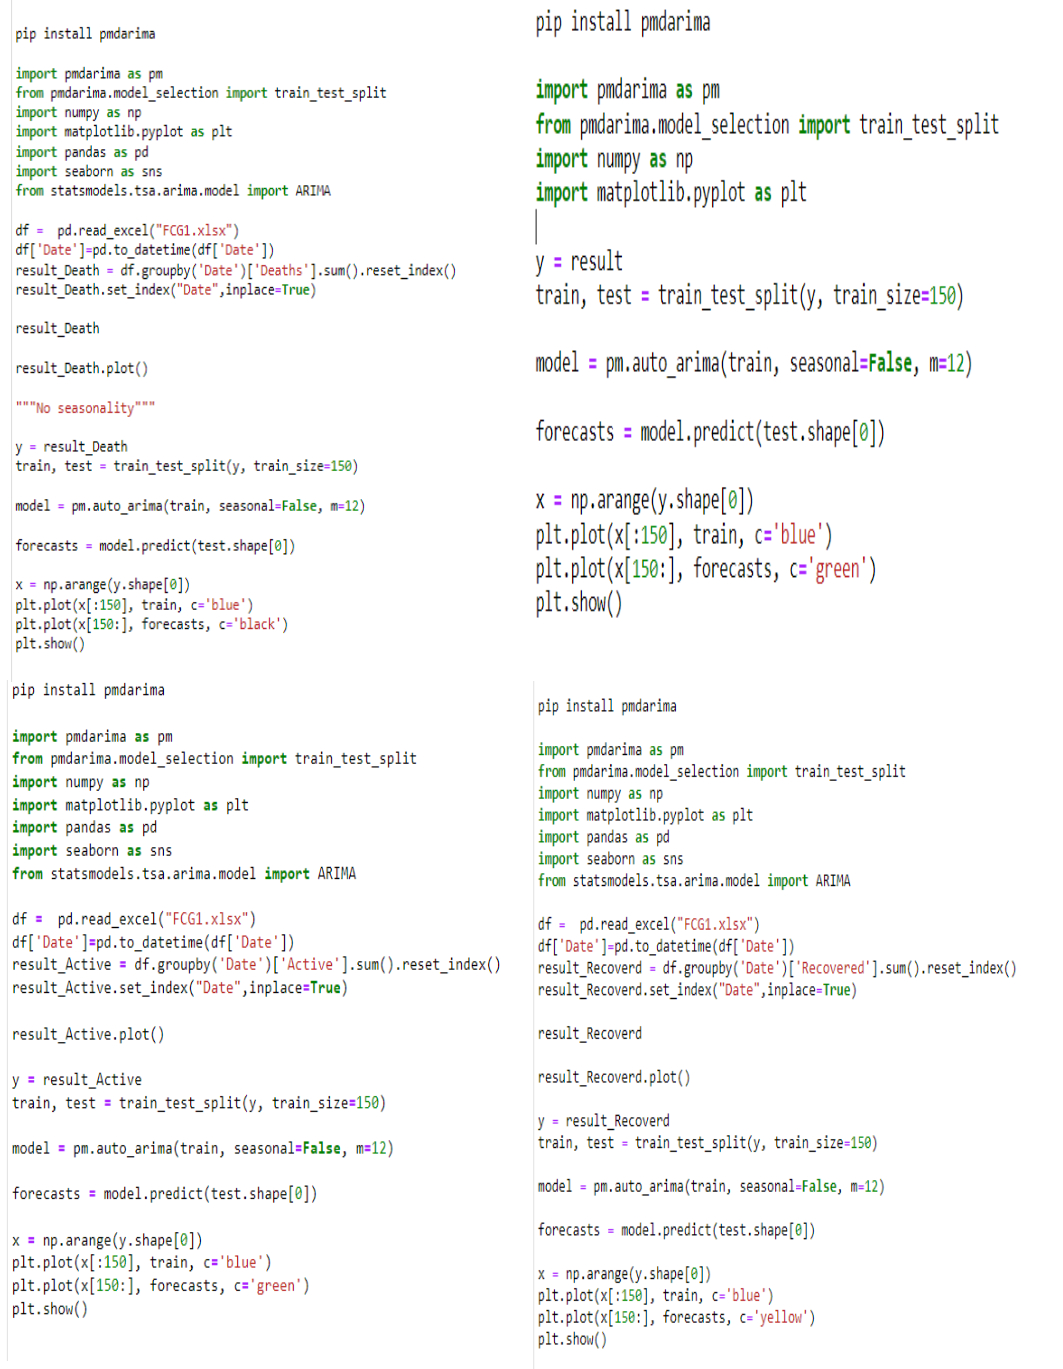 pip install pmdarima
import pmdarima as pm
from pmdarima.model_selection import train_test_split
import numpy as np
import matplotlib.pyplot as plt
import pandas as pd
import seaborn as sns
from statsmodels.tsa.arima.model import ARIMA
df =  pd.read_excel("FCG1.xlsx")
df['Date']=pd.to_datetime(df['Date'])
result_Death = df.groupby('Date')['Deaths'].sum().reset_index()
result_Death.set_index("Date",inplace=True)
result_Death
result_Death.plot()
"""No seasonality"""
y = result_Death
train, test = train_test_split(y, train_size=150)
model = pm.auto_arima(train, seasonal=False, m=12)
forecasts = model.predict(test.shape[0])
x = np.arange(y.shape[0])
plt.plot(x[:150], train, c='blue')
plt.plot(x[150:], forecasts, c='black')
plt.show()
pip install pmdarima
import pmdarima as pm
from pmdarima.model_selection import train_test_split
import numpy as np
import matplotlib.pyplot as plt
y = result
train, test = train_test_split(y, train_size=150)
model = pm.auto_arima(train, seasonal=False, m=12)
forecasts = model.predict(test.shape[0])
x = np.arange(y.shape[0])
plt.plot(x[:150], train, c='blue')
plt.plot(x[150:], forecasts, c='green')
plt.show()
pip install pmdarima
import pmdarima as pm
from pmdarima.model_selection import train_test_split
import numpy as np
import matplotlib.pyplot as plt
import pandas as pd
import seaborn as sns
from statsmodels.tsa.arima.model import ARIMA
df =  pd.read_excel("FCG1.xlsx")
df['Date']=pd.to_datetime(df['Date'])
result_Active = df.groupby('Date')['Active'].sum().reset_index()
result_Active.set_index("Date",inplace=True)
result_Active.plot()
y = result_Active
train, test = train_test_split(y, train_size=150)
model = pm.auto_arima(train, seasonal=False, m=12)
forecasts = model.predict(test.shape[0])
x = np.arange(y.shape[0])
plt.plot(x[:150], train, c='blue')
plt.plot(x[150:], forecasts, c='green')
plt.show()
pip install pmdarima
import pmdarima as pm
from pmdarima.model_selection import train_test_split
import numpy as np
import matplotlib.pyplot as plt
import pandas as pd
import seaborn as sns
from statsmodels.tsa.arima.model import ARIMA
df =  pd.read_excel("FCG1.xlsx")
df['Date']=pd.to_datetime(df['Date'])
result_Recoverd = df.groupby('Date')['Recovered'].sum().reset_index()
result_Recoverd.set_index("Date",inplace=True)
result_Recoverd
result_Recoverd.plot()
y = result_Recoverd
train, test = train_test_split(y, train_size=150)
model = pm.auto_arima(train, seasonal=False, m=12)
forecasts = model.predict(test.shape[0])
x = np.arange(y.shape[0])
plt.plot(x[:150], train, c='blue')
plt.plot(x[150:], forecasts, c='yellow')
plt.show()